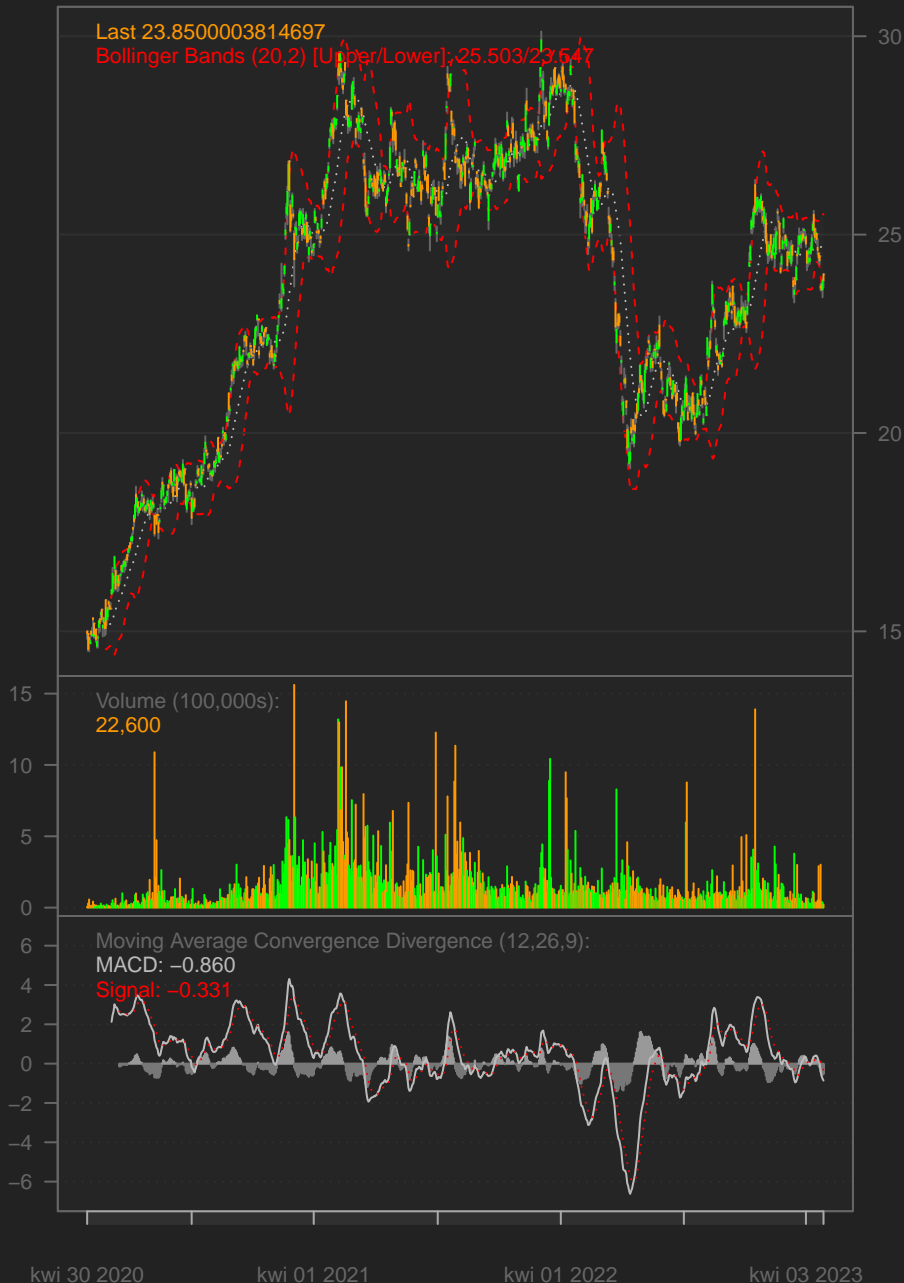 Last 23.8500003814697
Bollinger Bands (20,2) [Upper/Lower]: 25.503/23.547
30
25
20
15
Volume (100,000s):
22,600
15
10
5
0
Moving Average Convergence Divergence (12,26,9):
MACD: −0.860
Signal: −0.331
6
4
2
0
−2
−4
−6
kwi 30 2020 kwi 01 2021 kwi 01 2022 kwi 03 2023